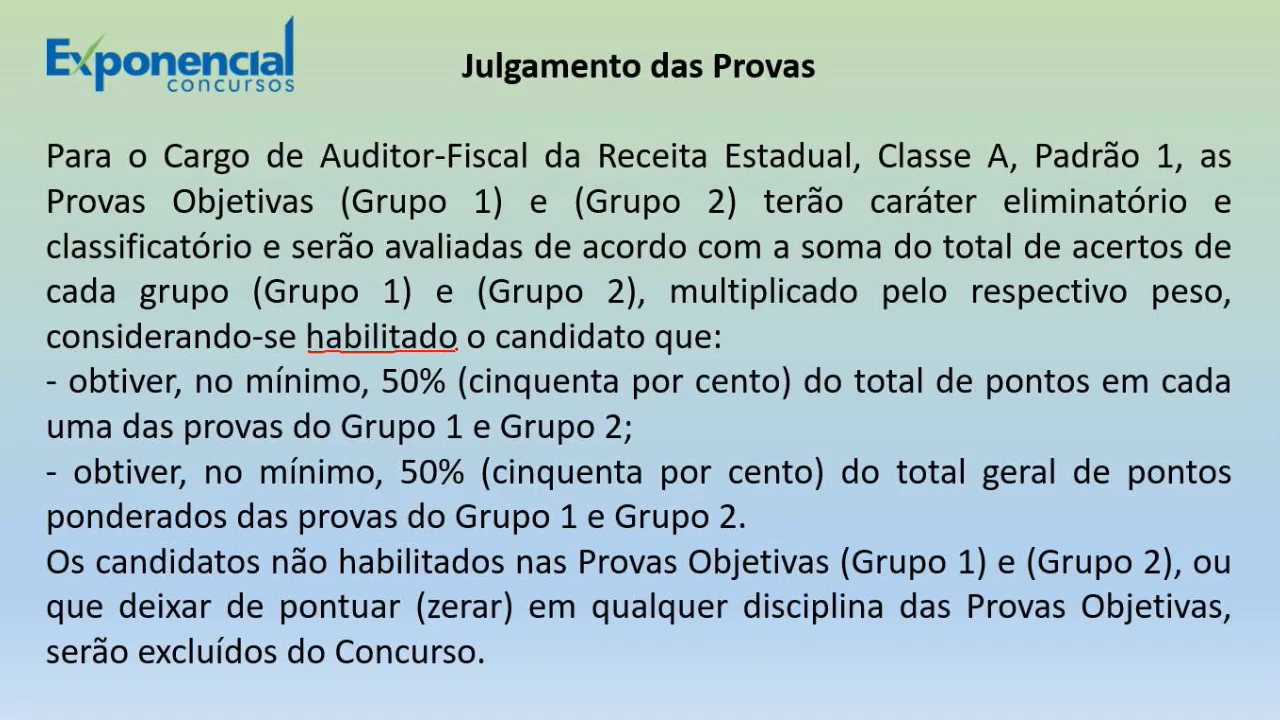 Exponencial
concursos
Julgamento das Provas
Para o Cargo de Auditor-Fiscal da Receita Estadual, Classe A, Padrão 1, as
Provas Objetivas (Grupo 1) e (Grupo 2) terão caráter eliminatório e
classificatório e serão avaliadas de acordo com a soma do total de acertos de
cada grupo (Grupo 1) e (Grupo 2), multiplicado pelo respectivo peso,
considerando-se habilitado o candidato que:
- obtiver, no mínimo, 50% (cinquenta por cento) do total de pontos em cada
uma das provas do Grupo 1 e Grupo 2;
- obtiver, no mínimo, 50% (cinquenta por cento) do total geral de pontos
ponderados das provas do Grupo 1 e Grupo 2.
Os candidatos não habilitados nas Provas Objetivas (Grupo 1) e (Grupo 2), ou
que deixar de pontuar (zerar) em qualquer disciplina das Provas Objetivas,
serão excluídos do Concurso.